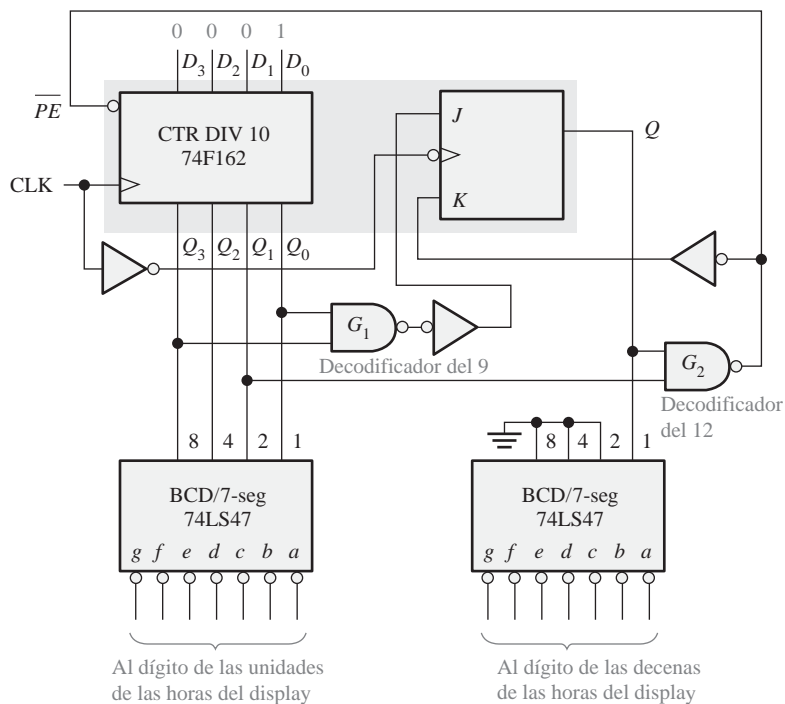 0 0 0 1
D3 D2 D1 D0
PE
CTR DIV 10
74F162
J
Q
CLK
K
Q3 Q2 Q1 Q0
G1
Decodificador del 9
G2
Decodificador
del 12
8 4 2 1
8 4 2 1
BCD/7-seg
74LS47
g f e d c b a
BCD/7-seg
74LS47
g f e d c b a
Al dígito de las unidades
de las horas del display
Al dígito de las decenas
de las horas del display